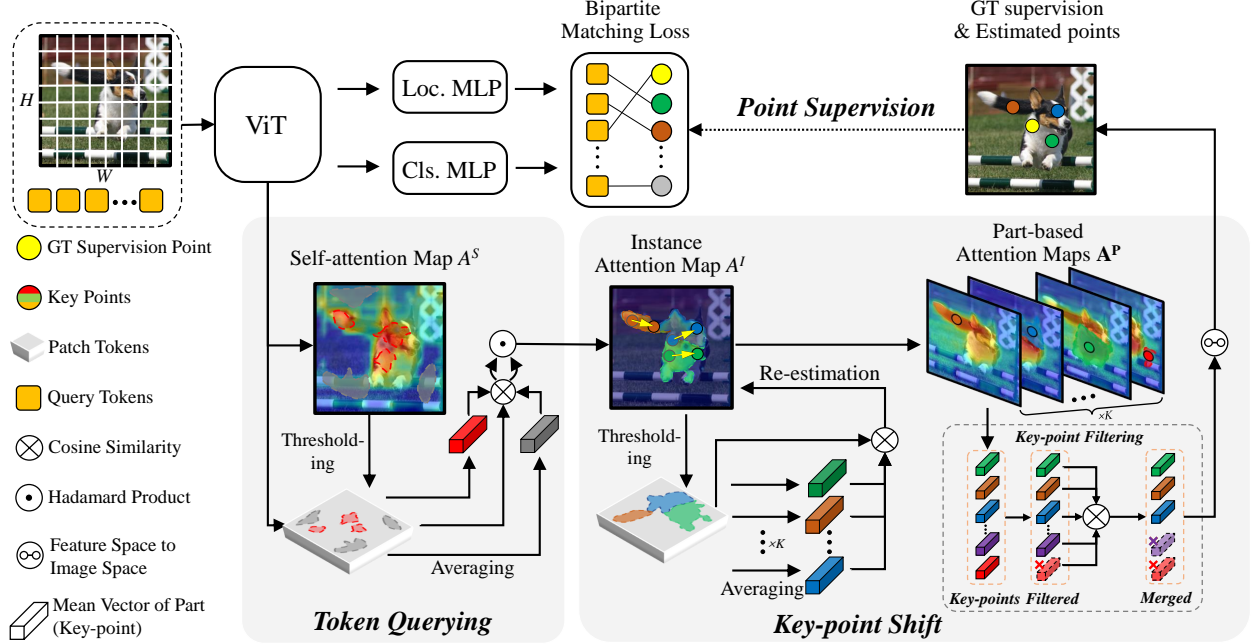 Bipartite
Matching Loss
GT supervision
& Estimated points
H
W
ViT
Loc. MLP
Cls. MLP
Point Supervision
GT Supervision Point
Key Points
Patch Tokens
Query Tokens
Cosine Similarity
Hadamard Product
Feature Space to
Image Space
Mean Vector of Part
(Key-point)
Self-attention Map A^S
Threshold-
ing
Averaging
Token Querying
Instance
Attention Map A^I
Re-estimation
Threshold-
ing
×K
Averaging
Key-point Shift
Part-based
Attention Maps A^P
×K
Key-point Filtering
Key-points Filtered Merged